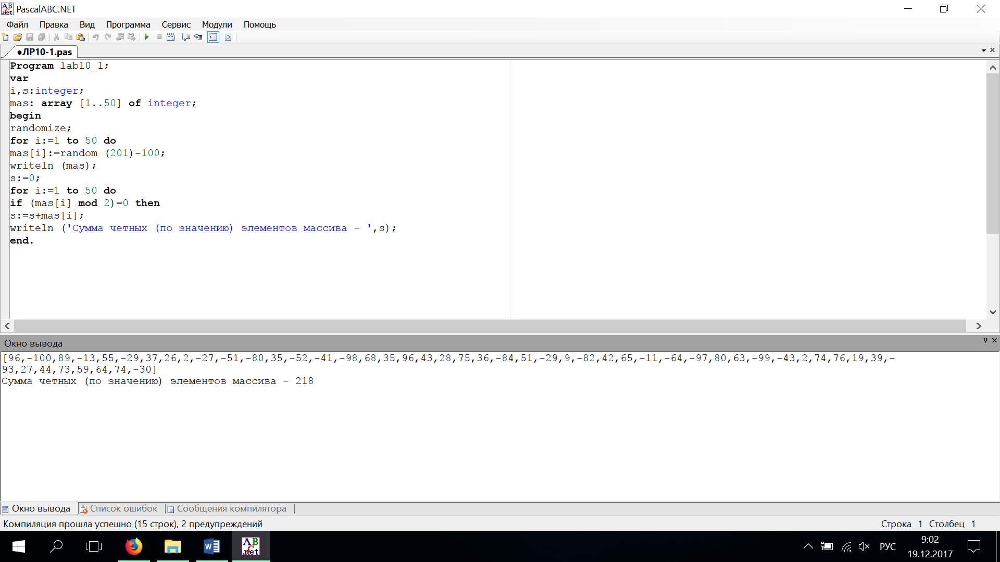 PascalABC.NET
Файл Правка Вид Программа Сервис Модули Помощь
●ЛР10-1.pas
Program lab10_1;
var
i,s:integer;
mas: array [1..50] of integer;
begin
randomize;
for i:=1 to 50 do
mas[i]:=random (201)-100;
writeln (mas);
s:=0;
for i:=1 to 50 do
if (mas[i] mod 2)=0 then
s:=s+mas[i];
writeln ('Сумма четных (по значению) элементов массива - ',s);
end.
Окно вывода
[96,-100,89,-13,55,-29,37,26,2,-27,-51,-80,35,-52,-41,-98,68,35,96,43,28,75,36,-84,51,-29,9,-82,42,65,-11,-64,-97,80,63,-99,-43,2,74,76,19,39,-
93,27,44,73,59,64,74,-30]
Сумма четных (по значению) элементов массива - 218
Окно вывода Список ошибок Сообщения компилятора
Компиляция прошла успешно (15 строк), 2 предупреждений Строка 1 Столбец 1
РУС 9:02
19.12.2017